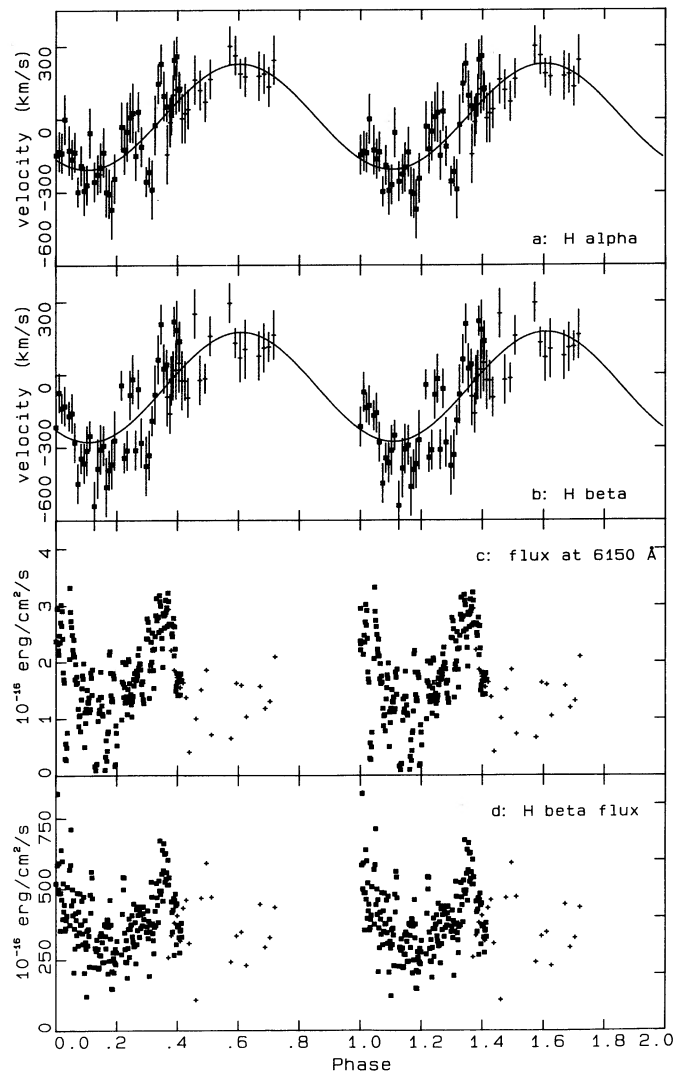 300
0
-300
-600
velocity (km/s)
a: H alpha
300
0
-300
-600
velocity (km/s)
b: H beta
4
3
2
1
0
10⁻¹⁶ erg/cm²/s
c: flux at 6150 Å
750
500
250
0
10⁻¹⁶ erg/cm²/s
d: H beta flux
0.0 .2 .4 .6 .8 1.0 1.2 1.4 1.6 1.8 2.0
Phase